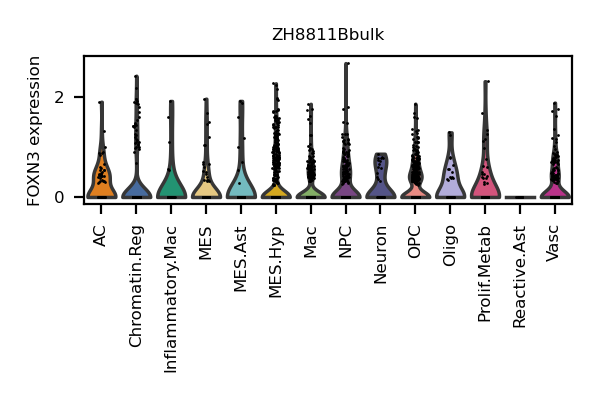 ZH8811Bbulk
FOXN3 expression
2
0
AC
Chromatin.Reg
Inflammatory.Mac
MES
MES.Ast
MES.Hyp
Mac
NPC
Neuron
OPC
Oligo
Prolif.Metab
Reactive.Ast
Vasc